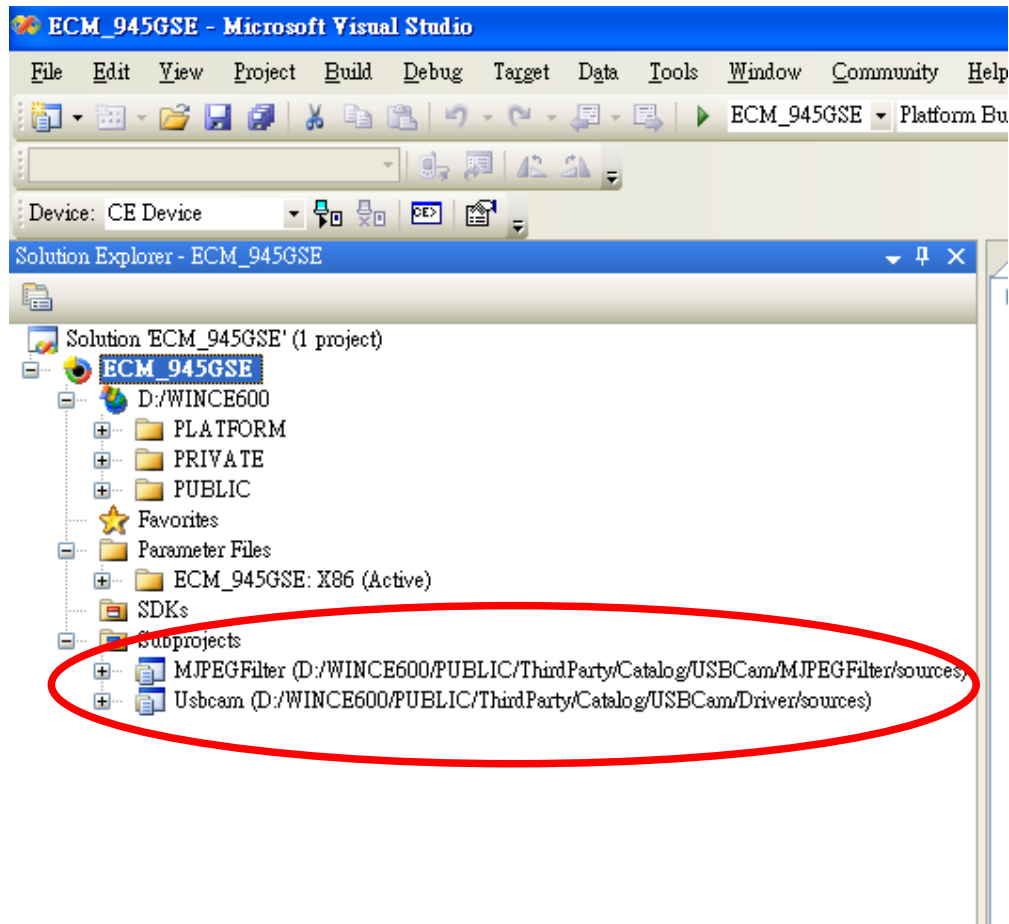 ECM_945GSE - Microsoft Visual Studio
File Edit View Project Build Debug Target Data Tools Window Community Help
ECM_945GSE Platform Bu
Device: CE Device CE>
Solution Explorer - ECM_945GSE
Solution 'ECM_945GSE' (1 project)
ECM_945GSE
D:/WINCE600
PLATFORM
PRIVATE
PUBLIC
Favorites
Parameter Files
ECM_945GSE: X86 (Active)
SDKs
Subprojects
MJPEGFilter (D:/WINCE600/PUBLIC/ThirdParty/Catalog/USBCam/MJPEGFilter/sources)
Usbcam (D:/WINCE600/PUBLIC/ThirdParty/Catalog/USBCam/Driver/sources)